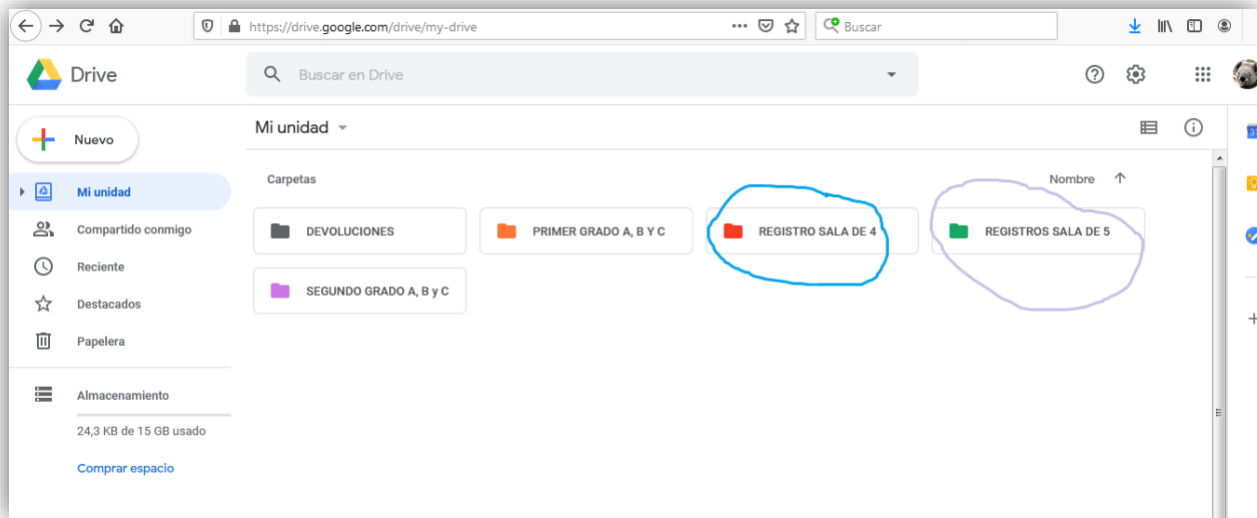 https://drive.google.com/drive/my-drive
Buscar
Drive
Buscar en Drive
Nuevo
Mi unidad
Mi unidad
Compartido conmigo
Reciente
Destacados
Papelera
Almacenamiento
24,3 KB de 15 GB usado
Comprar espacio
Carpetas
Nombre
DEVOLUCIONES
PRIMER GRADO A, B Y C
REGISTRO SALA DE 4
REGISTROS SALA DE 5
SEGUNDO GRADO A, B y C